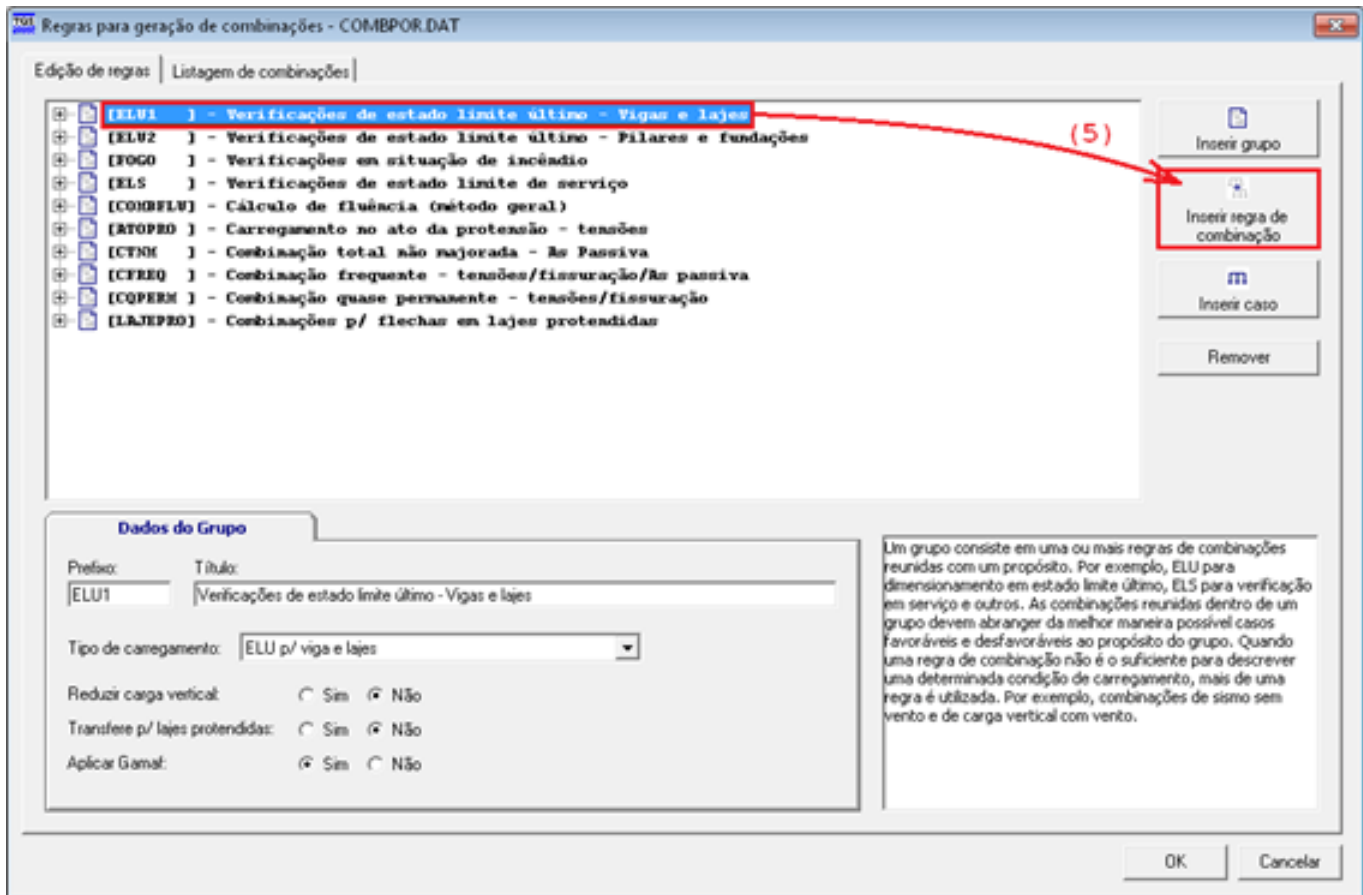 TQS Regras para geração de combinações - COMBPOR.DAT
Edição de regras Listagem de combinações
[ELU1 ] - Verificações de estado limite último - Vigas e lajes
[ELU2 ] - Verificações de estado limite último - Pilares e fundações
[FOGO ] - Verificações em situação de incêndio
[ELS ] - Verificações de estado limite de serviço
[COMBFLU] - Cálculo de fluência (método geral)
[ATOPRO ] - Carregamento no ato da protensão - tensões
[CTNM ] - Combinação total não majorada - As Passiva
[CFREQ ] - Combinação frequente - tensões/fissuração/As passiva
[CQPERM ] - Combinação quase permanente - tensões/fissuração
[LAJEPRO] - Combinações p/ flechas em lajes protendidas
(5)
Inserir grupo
Inserir regra de
combinação
Inserir caso
Remover
Dados do Grupo
Prefixo: Título:
ELU1 Verificações de estado limite último - Vigas e lajes
Tipo de carregamento: ELU p/ viga e lajes
Reduzir carga vertical: Sim Não
Transfere p/ lajes protendidas: Sim Não
Aplicar Gamaf: Sim Não
Um grupo consiste em uma ou mais regras de combinações
reunidas com um propósito. Por exemplo, ELU para
dimensionamento em estado limite último, ELS para verificação
em serviço e outros. As combinações reunidas dentro de um
grupo devem abranger da melhor maneira possível casos
favoráveis e desfavoráveis ao propósito do grupo. Quando
uma regra de combinação não é o suficiente para descrever
uma determinada condição de carregamento, mais de uma
regra é utilizada. Por exemplo, combinações de sismo sem
vento e de carga vertical com vento.
OK Cancelar